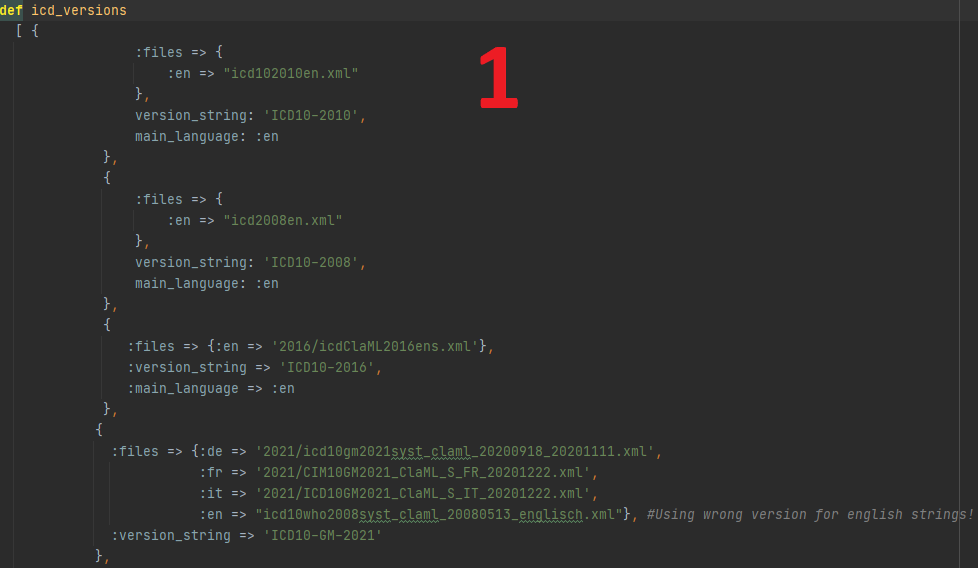 def icd_versions
[ {
:files => {
:en => "icd102010en.xml"
},
version_string: 'ICD10-2010',
main_language: :en
},
{
:files => {
:en => "icd2008en.xml"
},
version_string: 'ICD10-2008',
main_language: :en
},
{
:files => {:en => '2016/icdClaML2016ens.xml'},
:version_string => 'ICD10-2016',
:main_language => :en
},
{
:files => {:de => '2021/icd10gm2021syst_claml_20200918_20201111.xml',
:fr => '2021/CIM10GM2021_ClaML_S_FR_20201222.xml',
:it => '2021/ICD10GM2021_ClaML_S_IT_20201222.xml',
:en => "icd10who2008syst_claml_20080513_englisch.xml"}, #Using wrong version for english strings!
:version_string => 'ICD10-GM-2021'
},
1